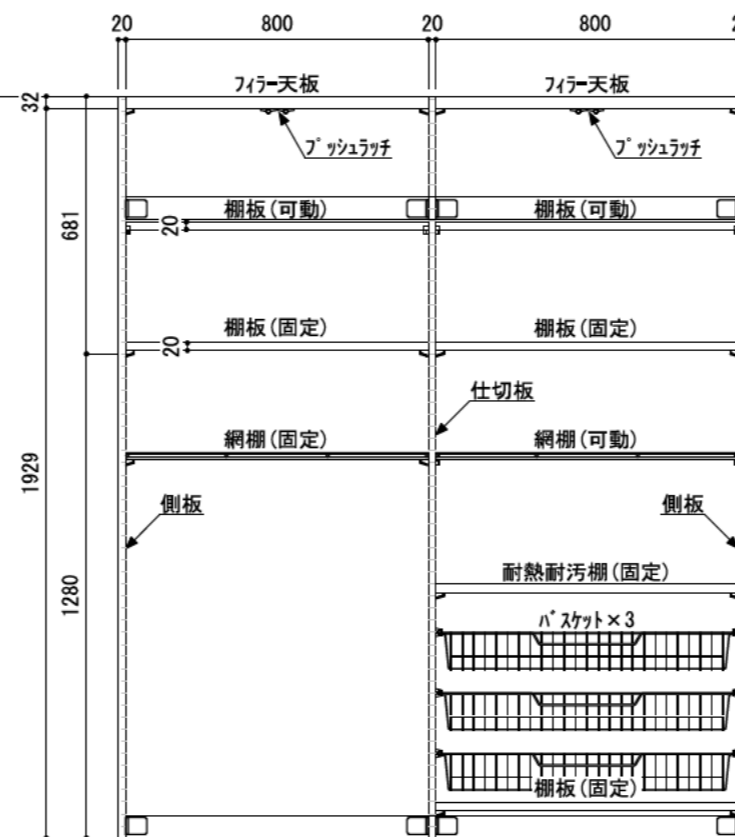 20 800 20 800
フィラー天板 フィラー天板
32
プッシュラッチ プッシュラッチ
棚板(可動) 棚板(可動)
681
20
棚板(固定) 棚板(固定)
20
仕切板
網棚(固定) 網棚(可動)
1929
側板 側板
耐熱耐汚棚(固定)
1280
バスケット×3
棚板(固定)